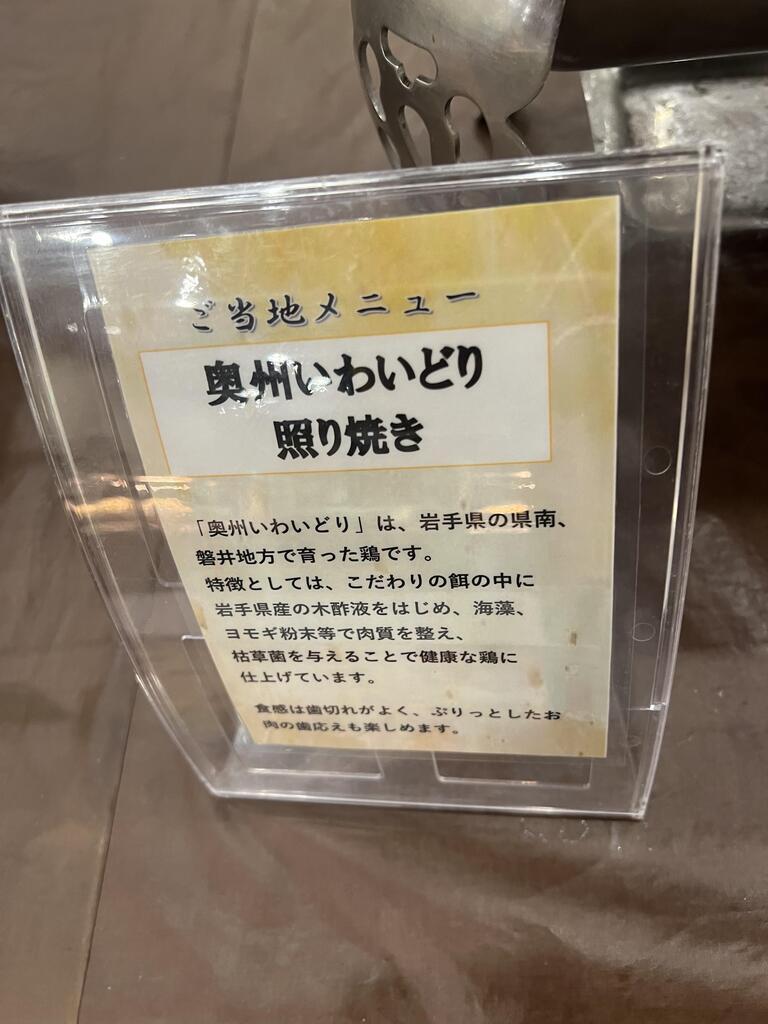 ご当地メニュー
奥州いわいどり
照り焼き
「奥州いわいどり」は、岩手県の県南、
磐井地方で育った鶏です。
特徴としては、こだわりの餌の中に
岩手県産の木酢液をはじめ、海藻、
ヨモギ粉末等で肉質を整え、
枯草菌を与えることで健康な鶏に
仕上げています。
食感は歯切れがよく、ぷりっとしたお
肉の歯応えも楽しめます。